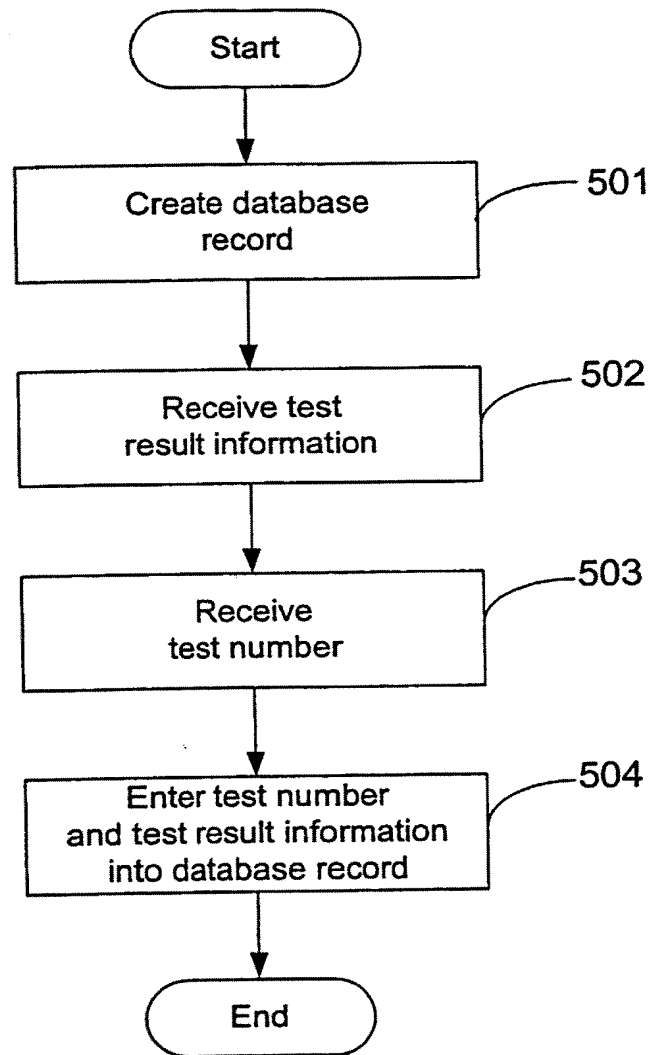 Start
Create database
record
501
Receive test
result information
502
Receive
test number
503
Enter test number
and test result information
into database record
504
End